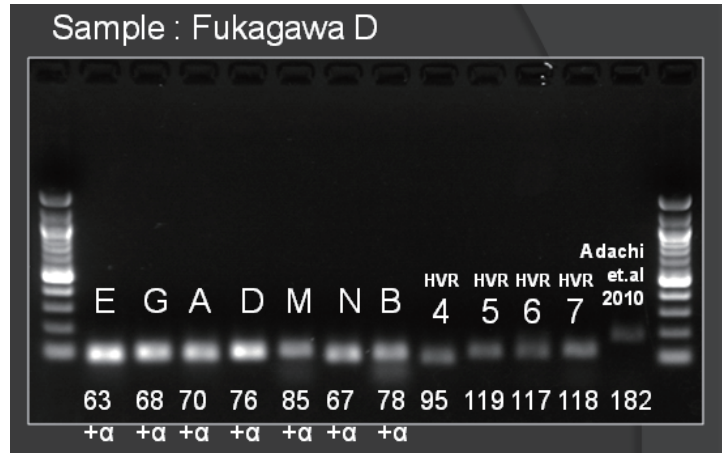 Sample : Fukagawa D
Adachi
et.al
2010
E G A D M N B HVR 4 HVR 5 HVR 6 HVR 7
63 68 70 76 85 67 78 95 119 117 118 182
+α +α +α +α +α +α +α